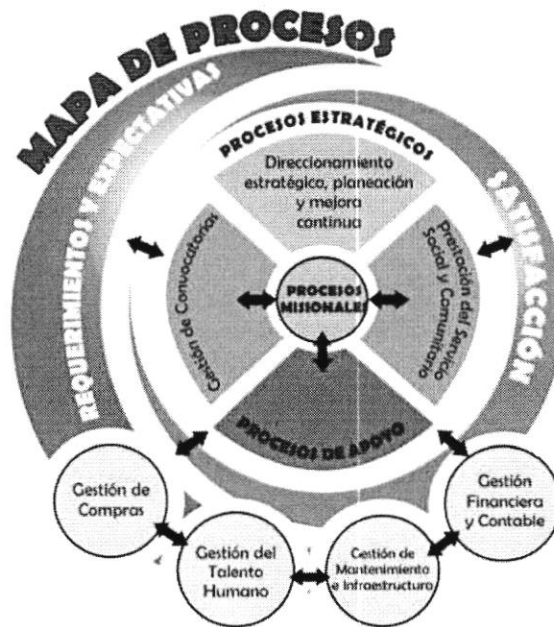 MAPA DE PROCESOS
REQUERIMIENTOS Y EXPECTATIVAS
SATISFACCIÓN
PROCESOS ESTRATÉGICOS
Direccionamiento
estratégico, planeación
y mejora
continua
Gestión de Convocatorias
PROCESOS
MISIONALES
Prestación del Servicio
Social y Comunitario
PROCESOS DE APOYO
Gestión de
Compras
Gestión del
Talento
Humano
Gestión de
Mantenimiento
e Infraestructura
Gestión
Financiera
y Contable